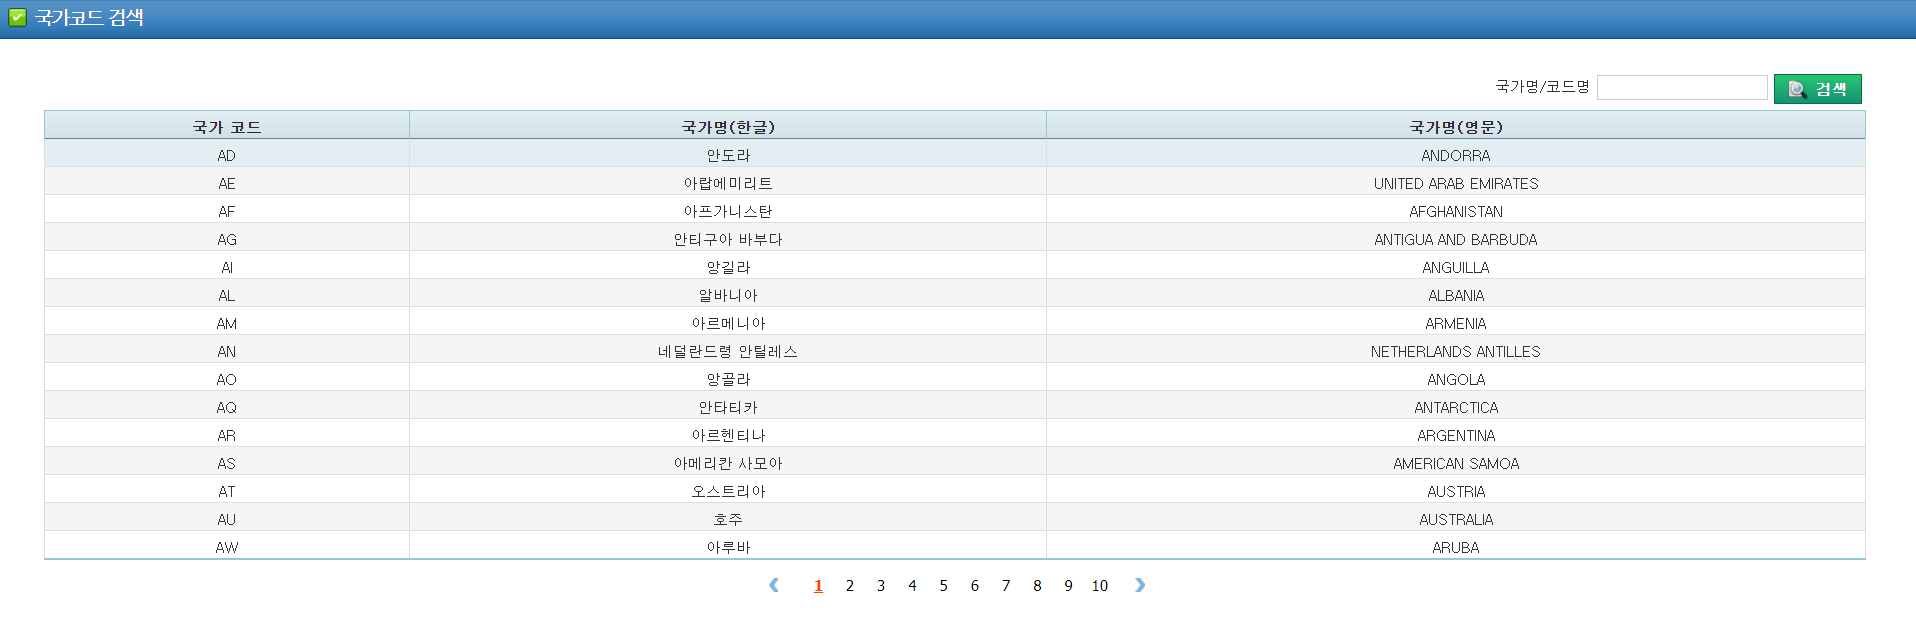 국가코드 검색
국가명/코드명 검색
국가 코드 국가명(한글) 국가명(영문)
AD 안도라 ANDORRA
AE 아랍에미리트 UNITED ARAB EMIRATES
AF 아프가니스탄 AFGHANISTAN
AG 안티구아 바부다 ANTIGUA AND BARBUDA
AI 앙길라 ANGUILLA
AL 알바니아 ALBANIA
AM 아르메니아 ARMENIA
AN 네덜란드령 안틸레스 NETHERLANDS ANTILLES
AO 앙골라 ANGOLA
AQ 안타티카 ANTARCTICA
AR 아르헨티나 ARGENTINA
AS 아메리칸 사모아 AMERICAN SAMOA
AT 오스트리아 AUSTRIA
AU 호주 AUSTRALIA
AW 아루바 ARUBA
1 2 3 4 5 6 7 8 9 10